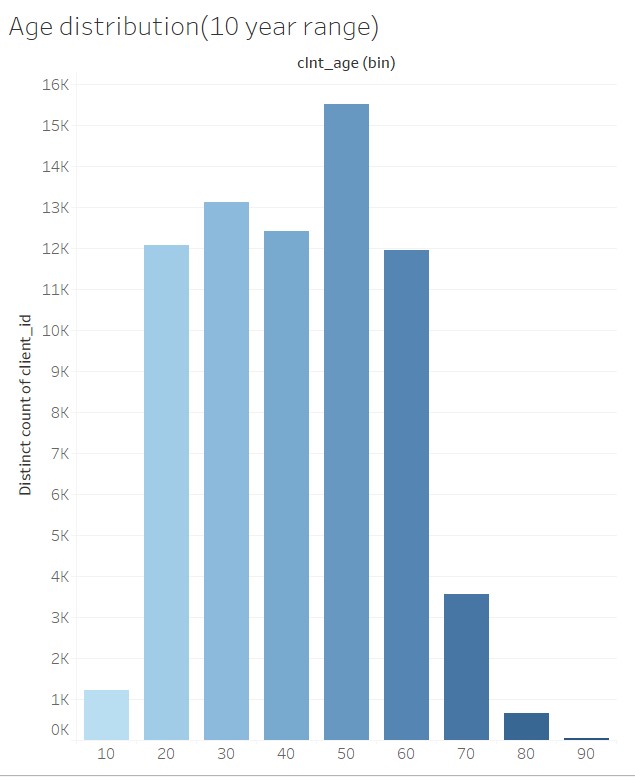 Age distribution(10 year range)
clnt_age (bin)
16K
15K
14K
13K
12K
11K
10K
9K
8K
7K
6K
5K
4K
3K
2K
1K
0K
Distinct count of client_id
10 20 30 40 50 60 70 80 90